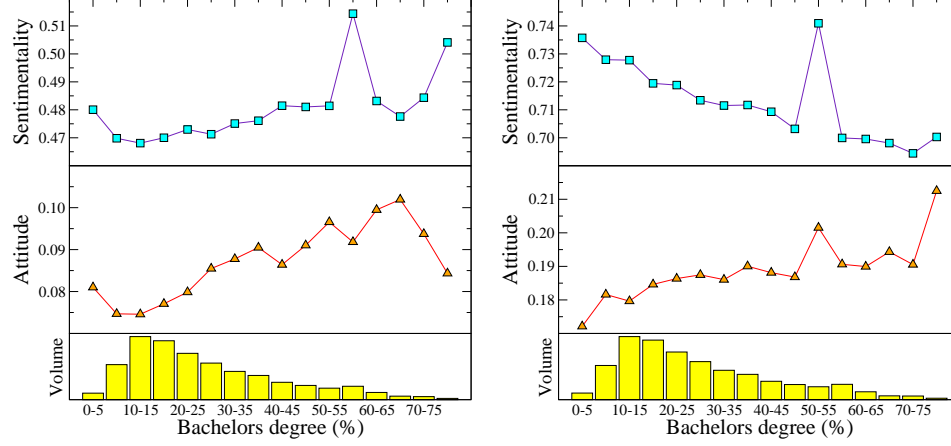 Sentimentality
0.51
0.50
0.49
0.48
0.47
Attitude
0.10
0.09
0.08
Volume
0-5 10-15 20-25 30-35 40-45 50-55 60-65 70-75
Bachelors degree (%)
Sentimentality
0.74
0.73
0.72
0.71
0.70
Attitude
0.21
0.20
0.19
0.18
Volume
0-5 10-15 20-25 30-35 40-45 50-55 60-65 70-75
Bachelors degree (%)